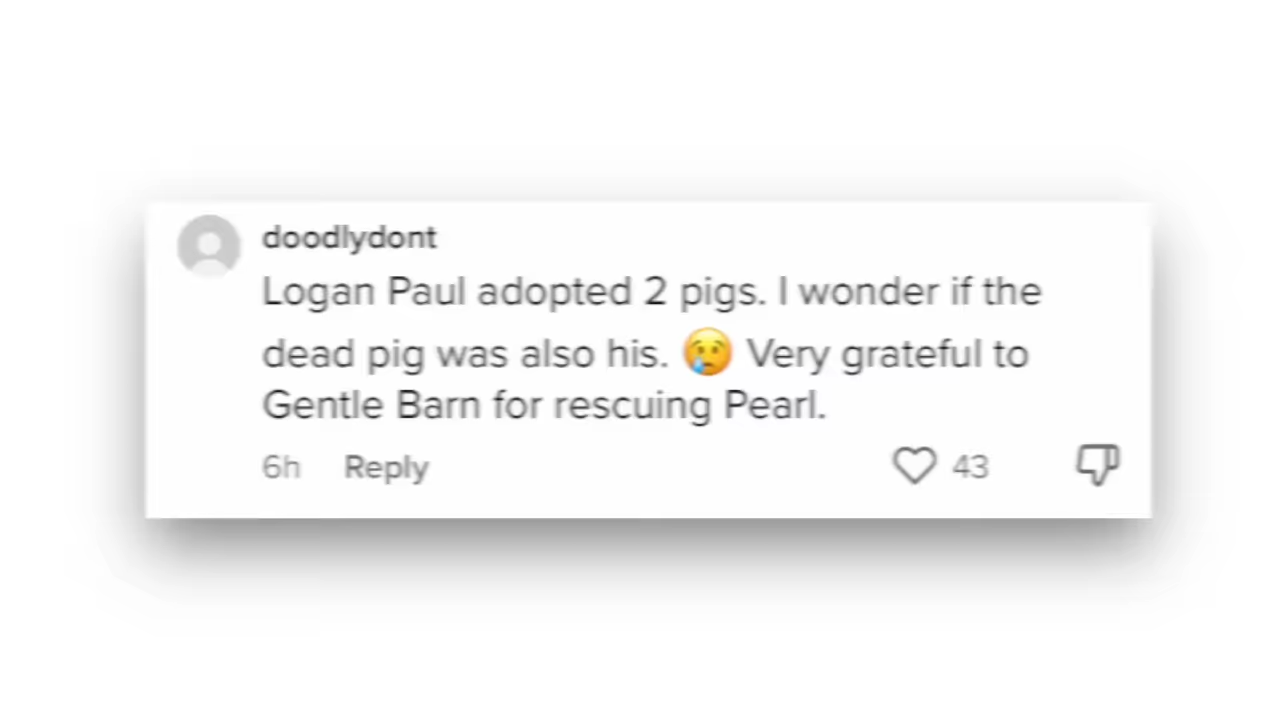 doodlydont
Logan Paul adopted 2 pigs. I wonder if the
dead pig was also his. 😢 Very grateful to
Gentle Barn for rescuing Pearl.
6h Reply 43